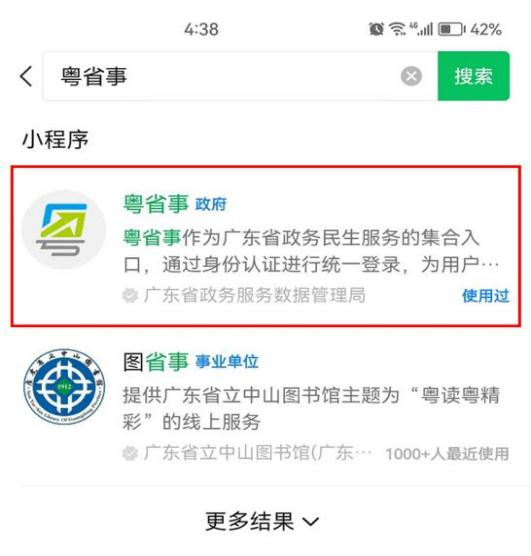 4:38
42%
粤省事
搜索
小程序
粤省事 政府
粤省事作为广东省政务民生服务的集合入
口，通过身份认证进行统一登录，为用户…
广东省政务服务数据管理局
使用过
图省事 事业单位
提供广东省立中山图书馆主题为“粤读粤精
彩”的线上服务
广东省立中山图书馆(广东… 1000+人最近使用
1912
更多结果